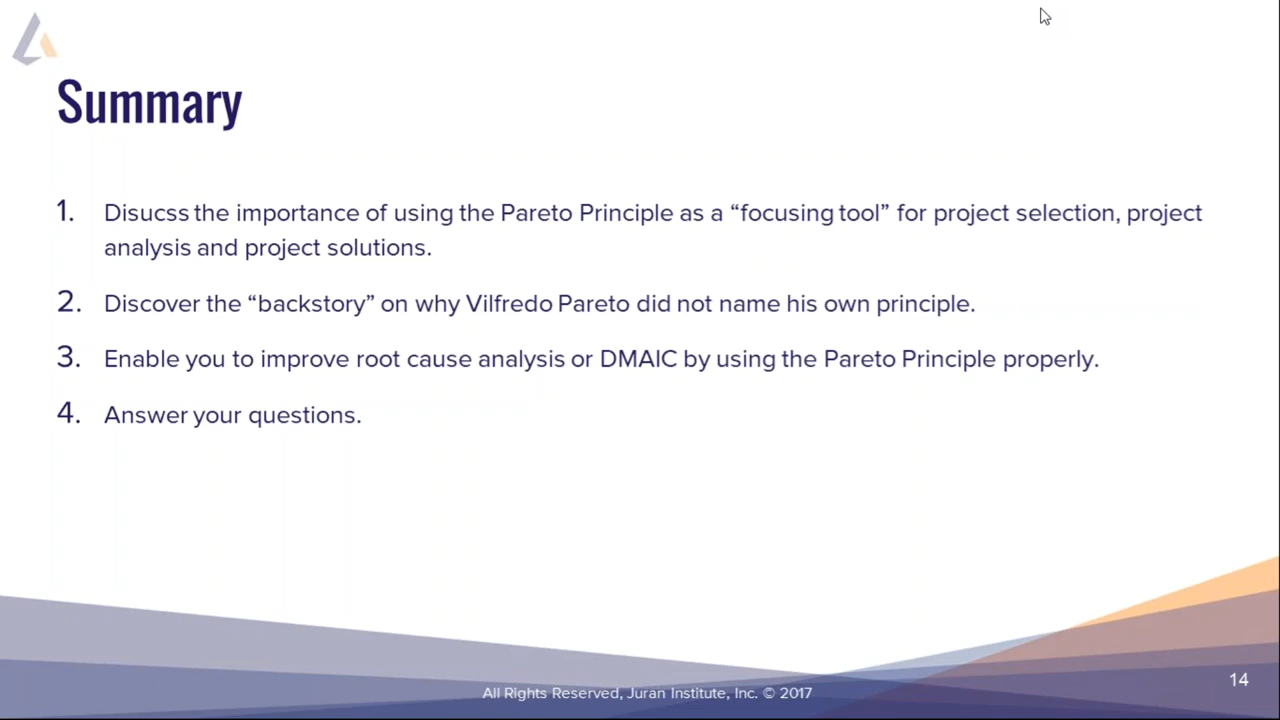 Summary
1. Disucss the importance of using the Pareto Principle as a “focusing tool” for project selection, project
analysis and project solutions.
2. Discover the “backstory” on why Vilfredo Pareto did not name his own principle.
3. Enable you to improve root cause analysis or DMAIC by using the Pareto Principle properly.
4. Answer your questions.
All Rights Reserved, Juran Institute, Inc. © 2017
14